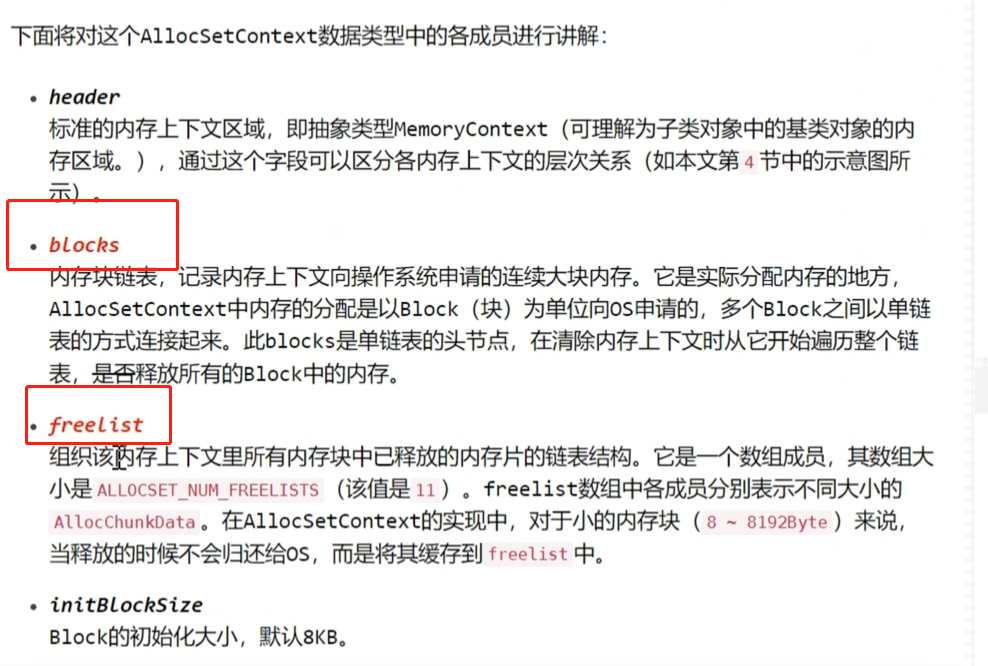 下面将对这个AllocSetContext数据类型中的各成员进行讲解：
• header
标准的内存上下文区域，即抽象类型MemoryContext（可理解为子类对象中的基类对象的内
存区域。），通过这个字段可以区分各内存上下文的层次关系（如本文第 4 节中的示意图所
示）。
• blocks
内存块链表，记录内存上下文向操作系统申请的连续大块内存。它是实际分配内存的地方，
AllocSetContext中内存的分配是以Block（块）为单位向OS申请的，多个Block之间以单链
表的方式连接起来。此blocks是单链表的头节点，在清除内存上下文时从它开始遍历整个链
表，是否释放所有的Block中的内存。
• freelist
组织该内存上下文里所有内存块中已释放的内存片的链表结构。它是一个数组成员，其数组大
小是 ALLOCSET_NUM_FREELISTS （该值是 11 ）。freelist数组中各成员分别表示不同大小的
AllocChunkData 。在AllocSetContext的实现中，对于小的内存块（ 8 ~ 8192Byte ）来说，
当释放的时候不会归还给OS，而是将其缓存到 freelist 中。
• initBlockSize
Block的初始化大小，默认8KB。